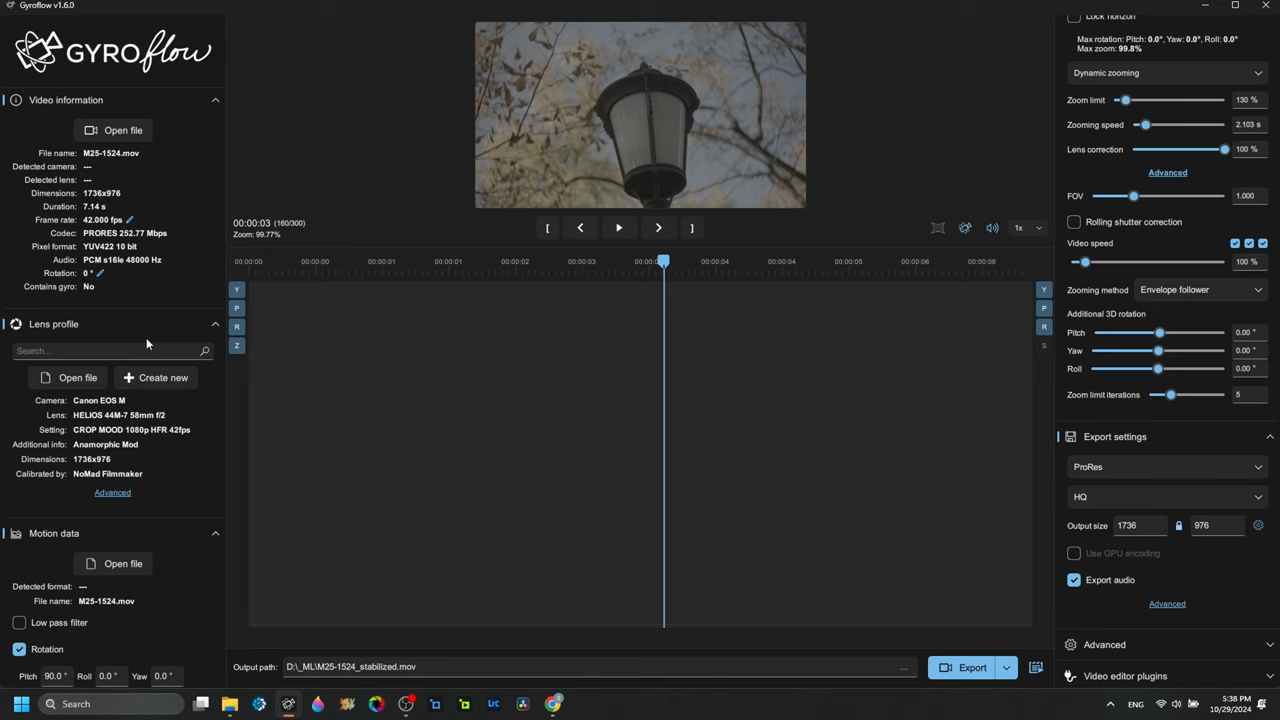 Gyroflow v1.6.0
GYROflow
Video information
Open file
File name: M25-1524.mov
Detected camera: ---
Detected lens: ---
Dimensions: 1736x976
Duration: 7.14 s
Frame rate: 42.000 fps
Codec: PRORES 252.77 Mbps
Pixel format: YUV422 10 bit
Audio: PCM s16le 48000 Hz
Rotation: 0 °
Contains gyro: No
Lens profile
Search...
Open file
Create new
Camera: Canon EOS M
Lens: HELIOS 44M-7 58mm f/2
Setting: CROP MOOD 1080p HFR 42fps
Additional info: Anamorphic Mod
Dimensions: 1736x976
Calibrated by: NoMad Filmmaker
Advanced
Motion data
Open file
Detected format: ---
File name: M25-1524.mov
Low pass filter
Rotation
Pitch 90.0 ° Roll 0.0 ° Yaw 0.0 °
00:00:03 (160/300)
Zoom: 99.77%
[
]
1x
00:00:00 00:00:00 00:00:01 00:00:01 00:00:02 00:00:03 00:00:04 00:00:04 00:00:05 00:00:06 00:00:06
Y Y
P P
R R
Z S
Output path: D:\_ML\M25-1524_stabilized.mov ... Export
Lock horizon
Max rotation: Pitch: 0.0°, Yaw: 0.0°, Roll: 0.0°
Max zoom: 99.8%
Dynamic zooming
Zoom limit 130 %
Zooming speed 2.103 s
Lens correction 100 %
Advanced
FOV 1.000
Rolling shutter correction
Video speed
100 %
Zooming method Envelope follower
Additional 3D rotation
Pitch 0.00 °
Yaw 0.00 °
Roll 0.00 °
Zoom limit iterations 5
Export settings
ProRes
HQ
Output size 1736 976
Use GPU encoding
Export audio
Advanced
Advanced
Video editor plugins
Search
LrC
ENG
5:38 PM
10/29/2024